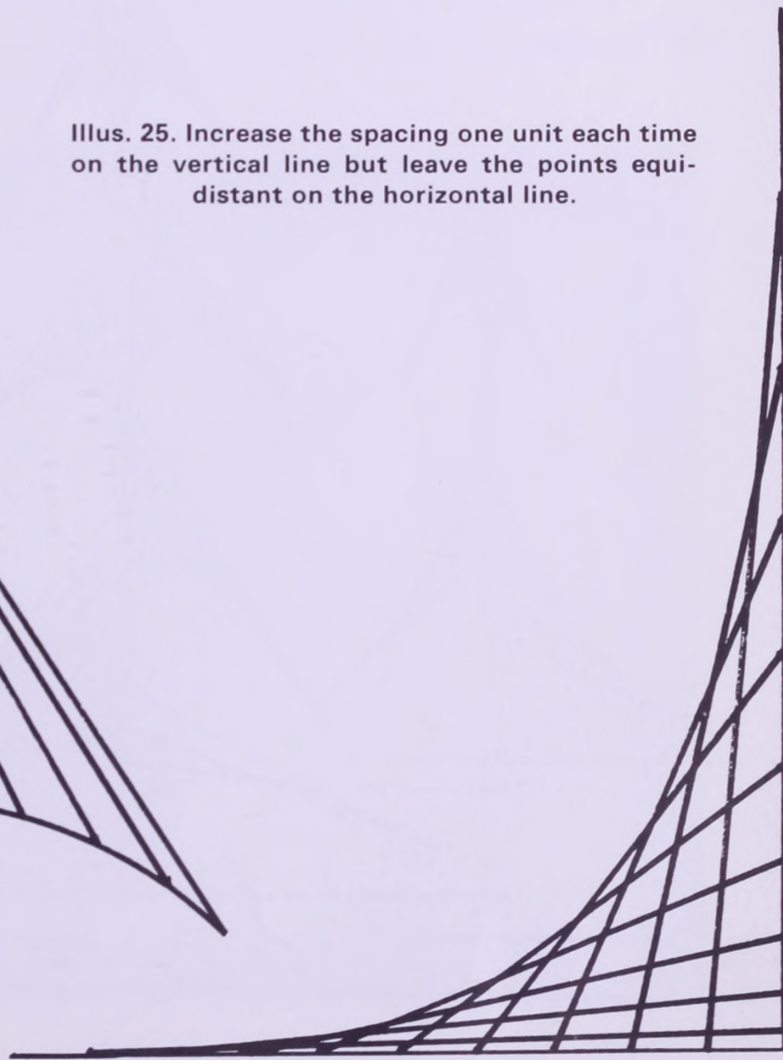 Illus. 25. Increase the spacing one unit each time
on the vertical line but leave the points equi-
distant on the horizontal line.